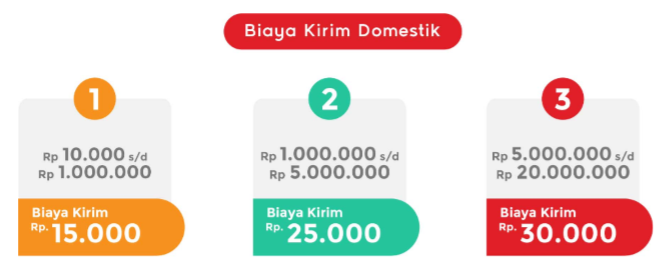 Biaya Kirim Domestik
1
Rp 10.000 s/d
Rp 1.000.000
Biaya Kirim
Rp. 15.000
2
Rp 1.000.000 s/d
Rp 5.000.000
Biaya Kirim
Rp. 25.000
3
Rp 5.000.000 s/d
Rp 20.000.000
Biaya Kirim
Rp. 30.000